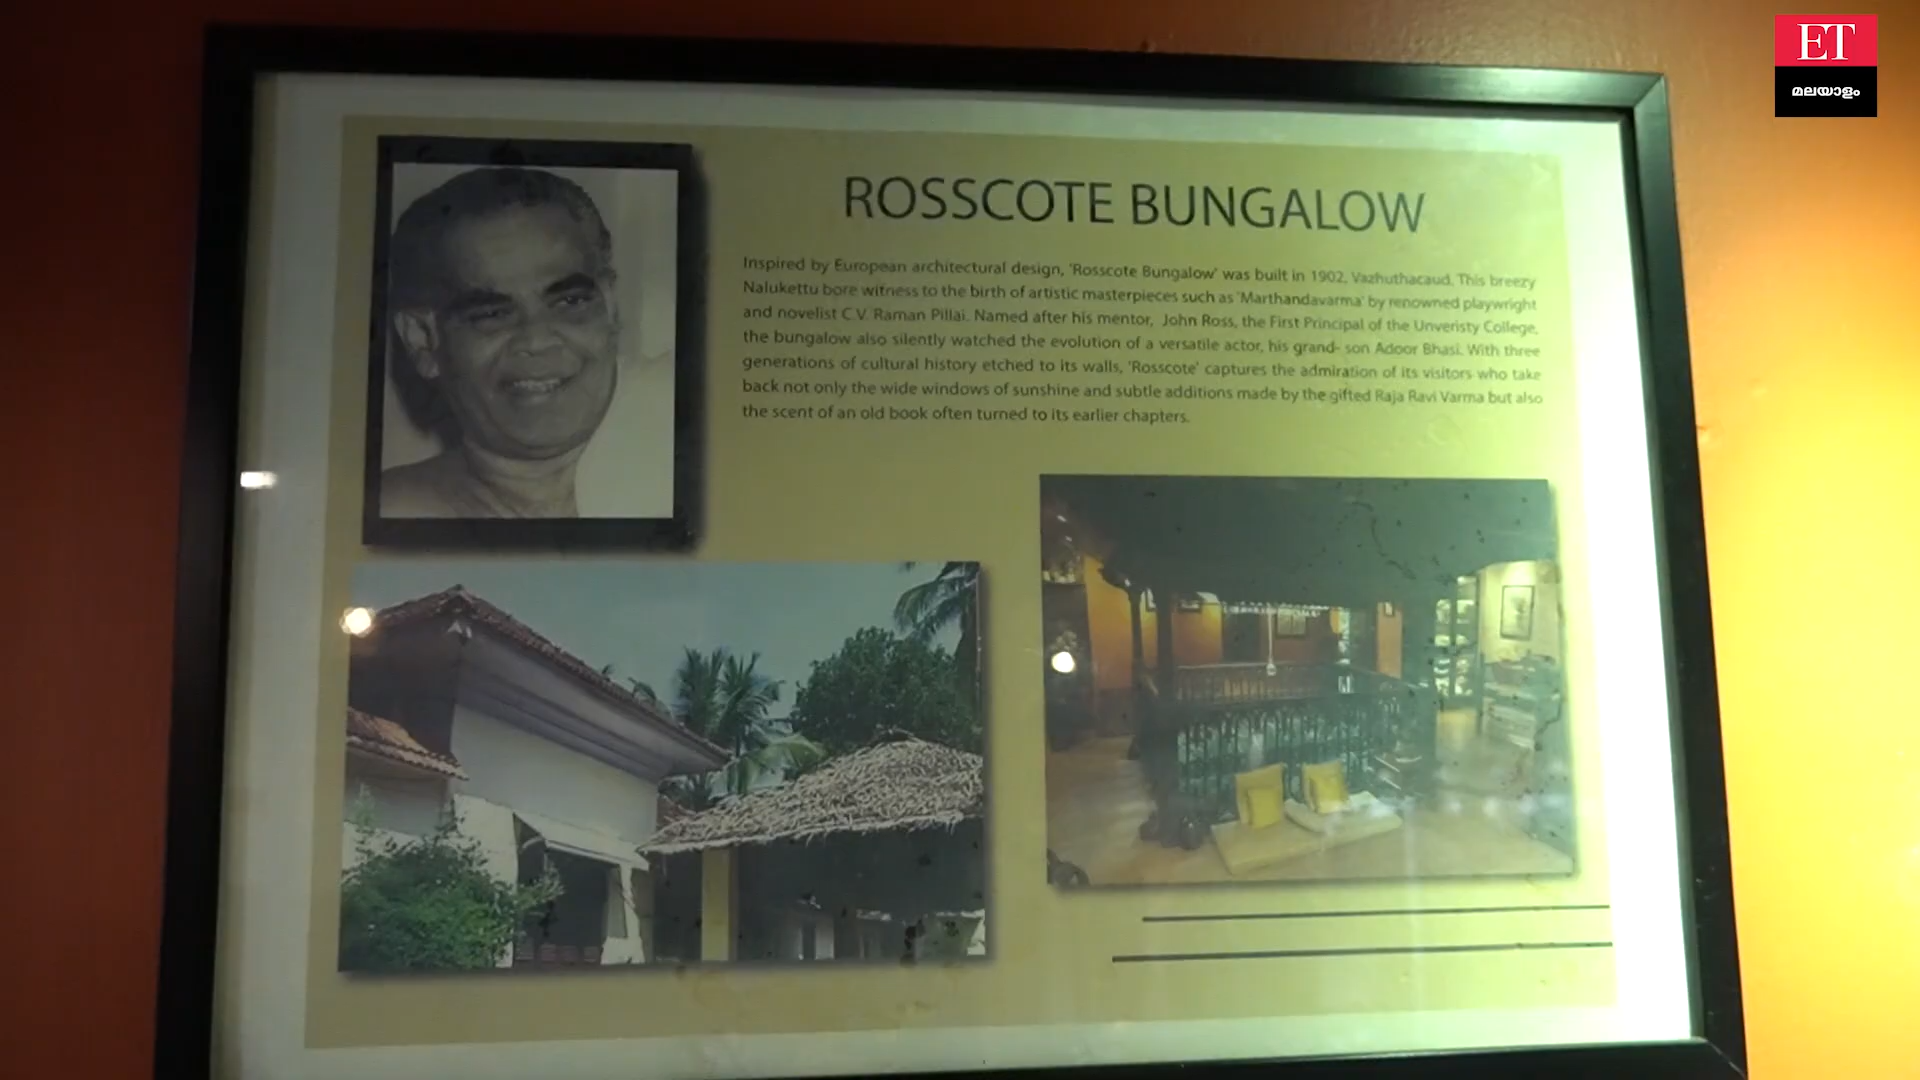 ET
മലയാളം
ROSSCOTE BUNGALOW
Inspired by European architectural design, 'Rosscote Bungalow' was built in 1902, Vazhuthacaud. This breezy
Nalukettu bore witness to the birth of artistic masterpieces such as 'Marthandavarma' by renowned playwright
and novelist C.V. Raman Pillai. Named after his mentor, John Ross, the First Principal of the Unveristy College,
the bungalow also silently watched the evolution of a versatile actor, his grand- son Adoor Bhasi. With three
generations of cultural history etched to its walls, 'Rosscote' captures the admiration of its visitors who take
back not only the wide windows of sunshine and subtle additions made by the gifted Raja Ravi Varma but also
the scent of an old book often turned to its earlier chapters.